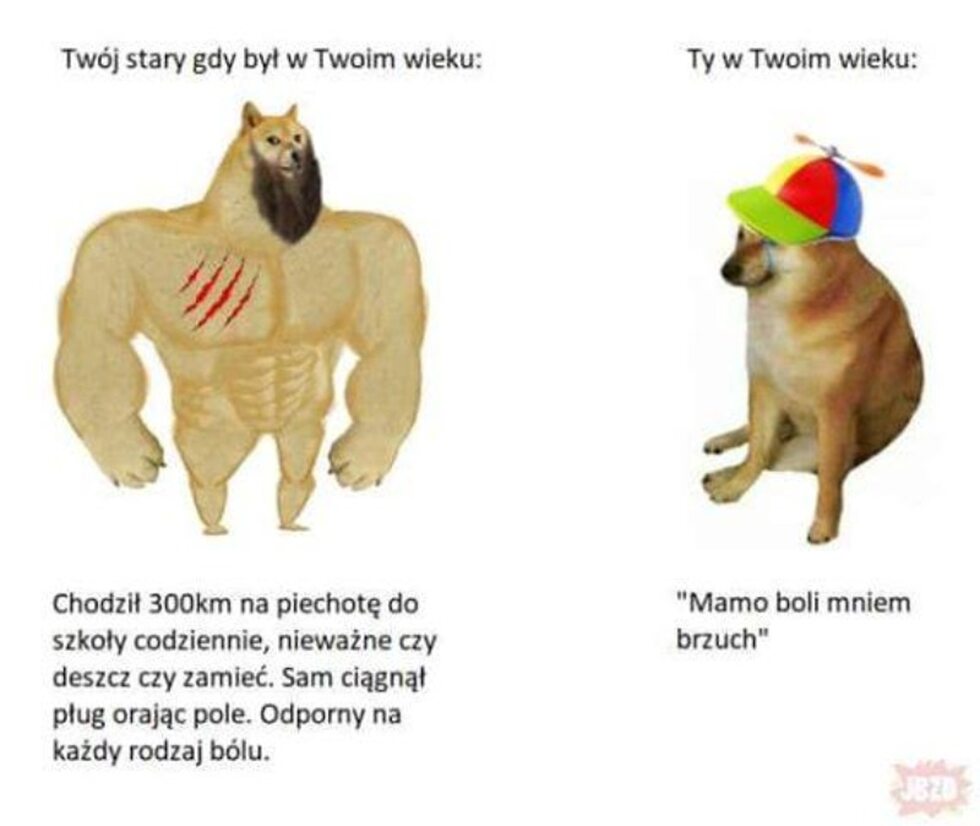 Twój stary gdy był w Twoim wieku:
Ty w Twoim wieku:
Chodził 300km na piechotę do
szkoły codziennie, nieważne czy
deszcz czy zamieć. Sam ciągnął
pług orając pole. Odporny na
każdy rodzaj bólu.
"Mamo boli mniem
brzuch"
JBZD